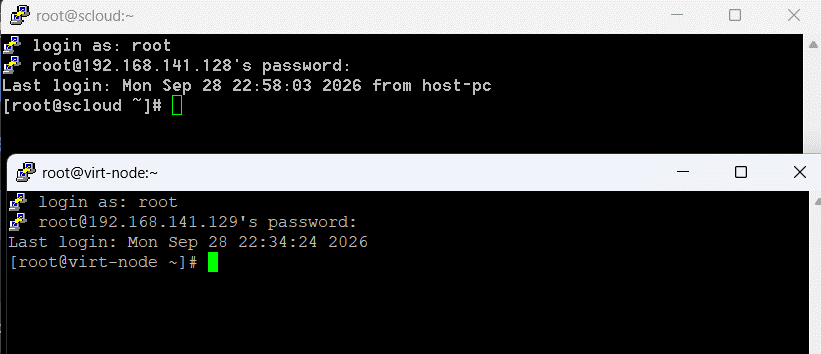 root@scloud:~
login as: root
root@192.168.141.128's password:
Last login: Mon Sep 28 22:58:03 2026 from host-pc
[root@scloud ~]#
root@virt-node:~
login as: root
root@192.168.141.129's password:
Last login: Mon Sep 28 22:34:24 2026
[root@virt-node ~]#